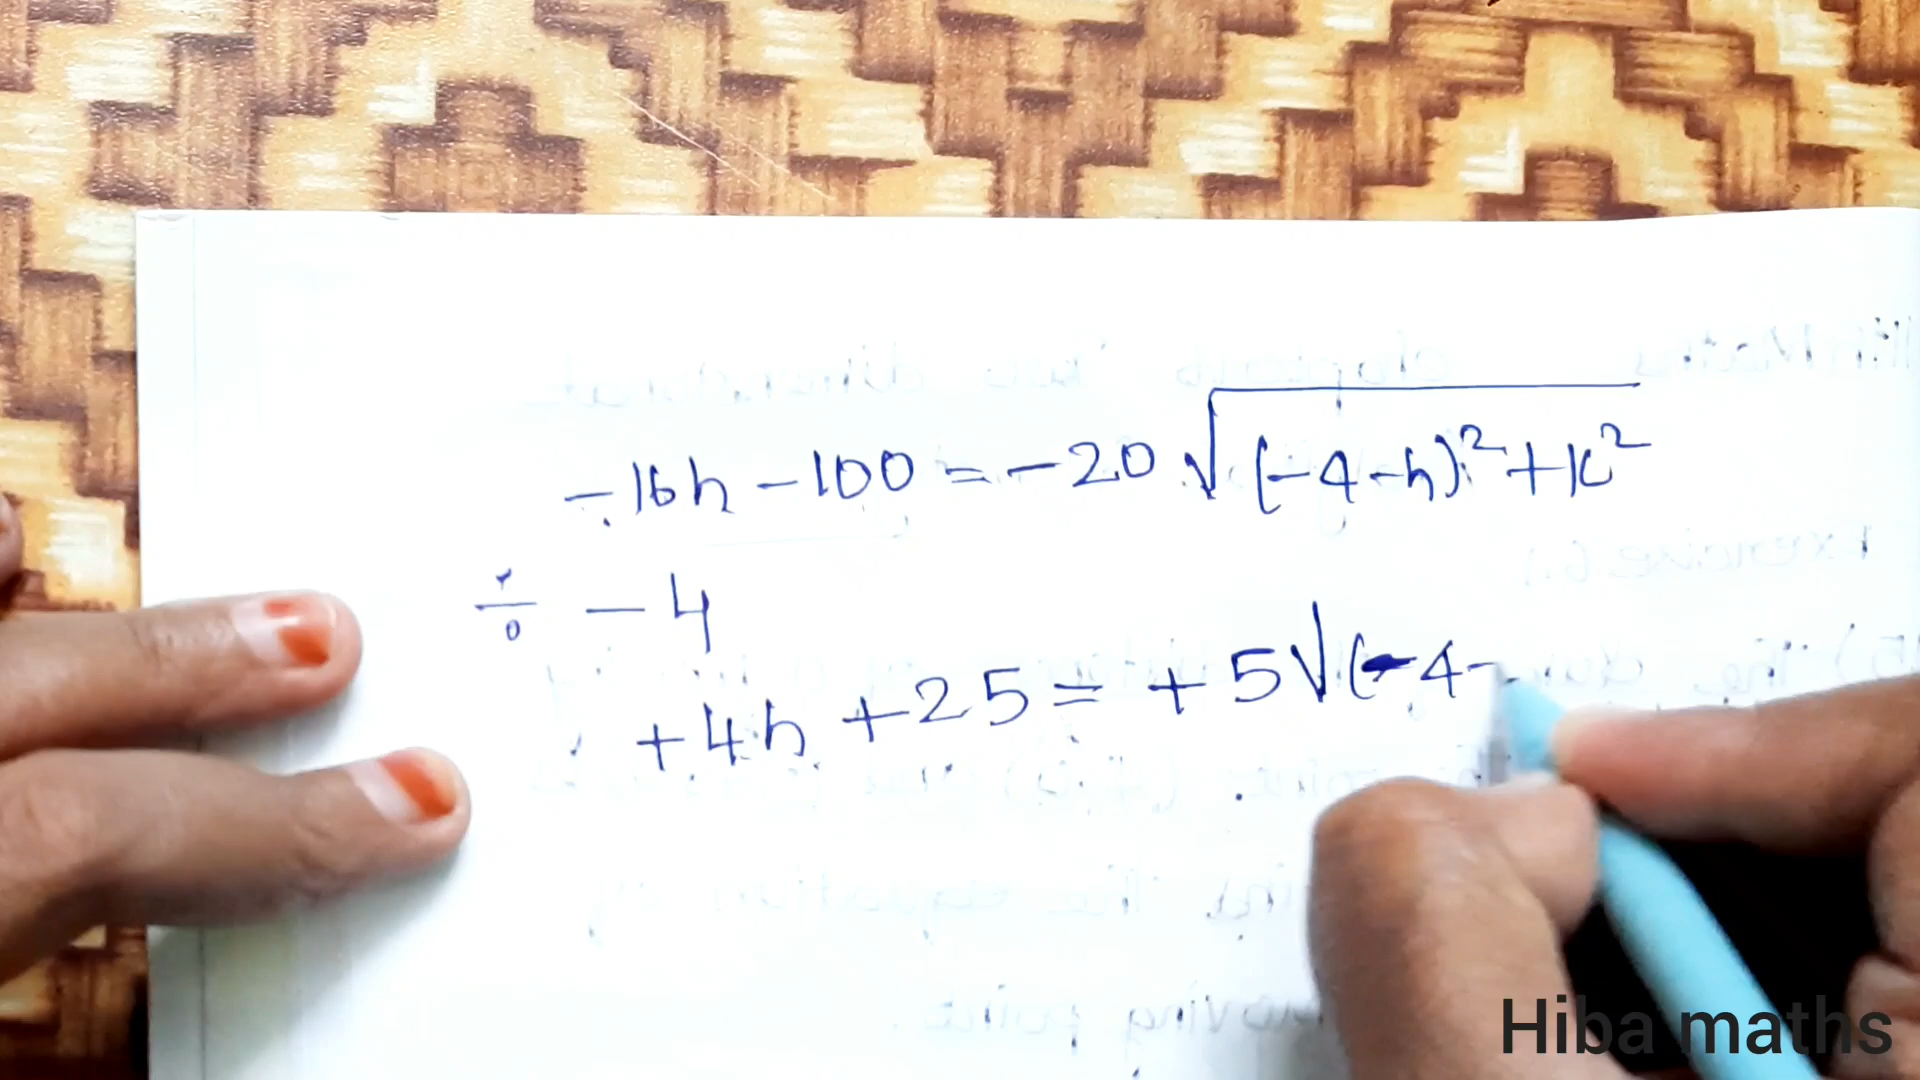 -16h - 100 = -20 √(-4-h)² + k²
÷ -4
+4h + 25 = + 5√(-4-
Hiba maths